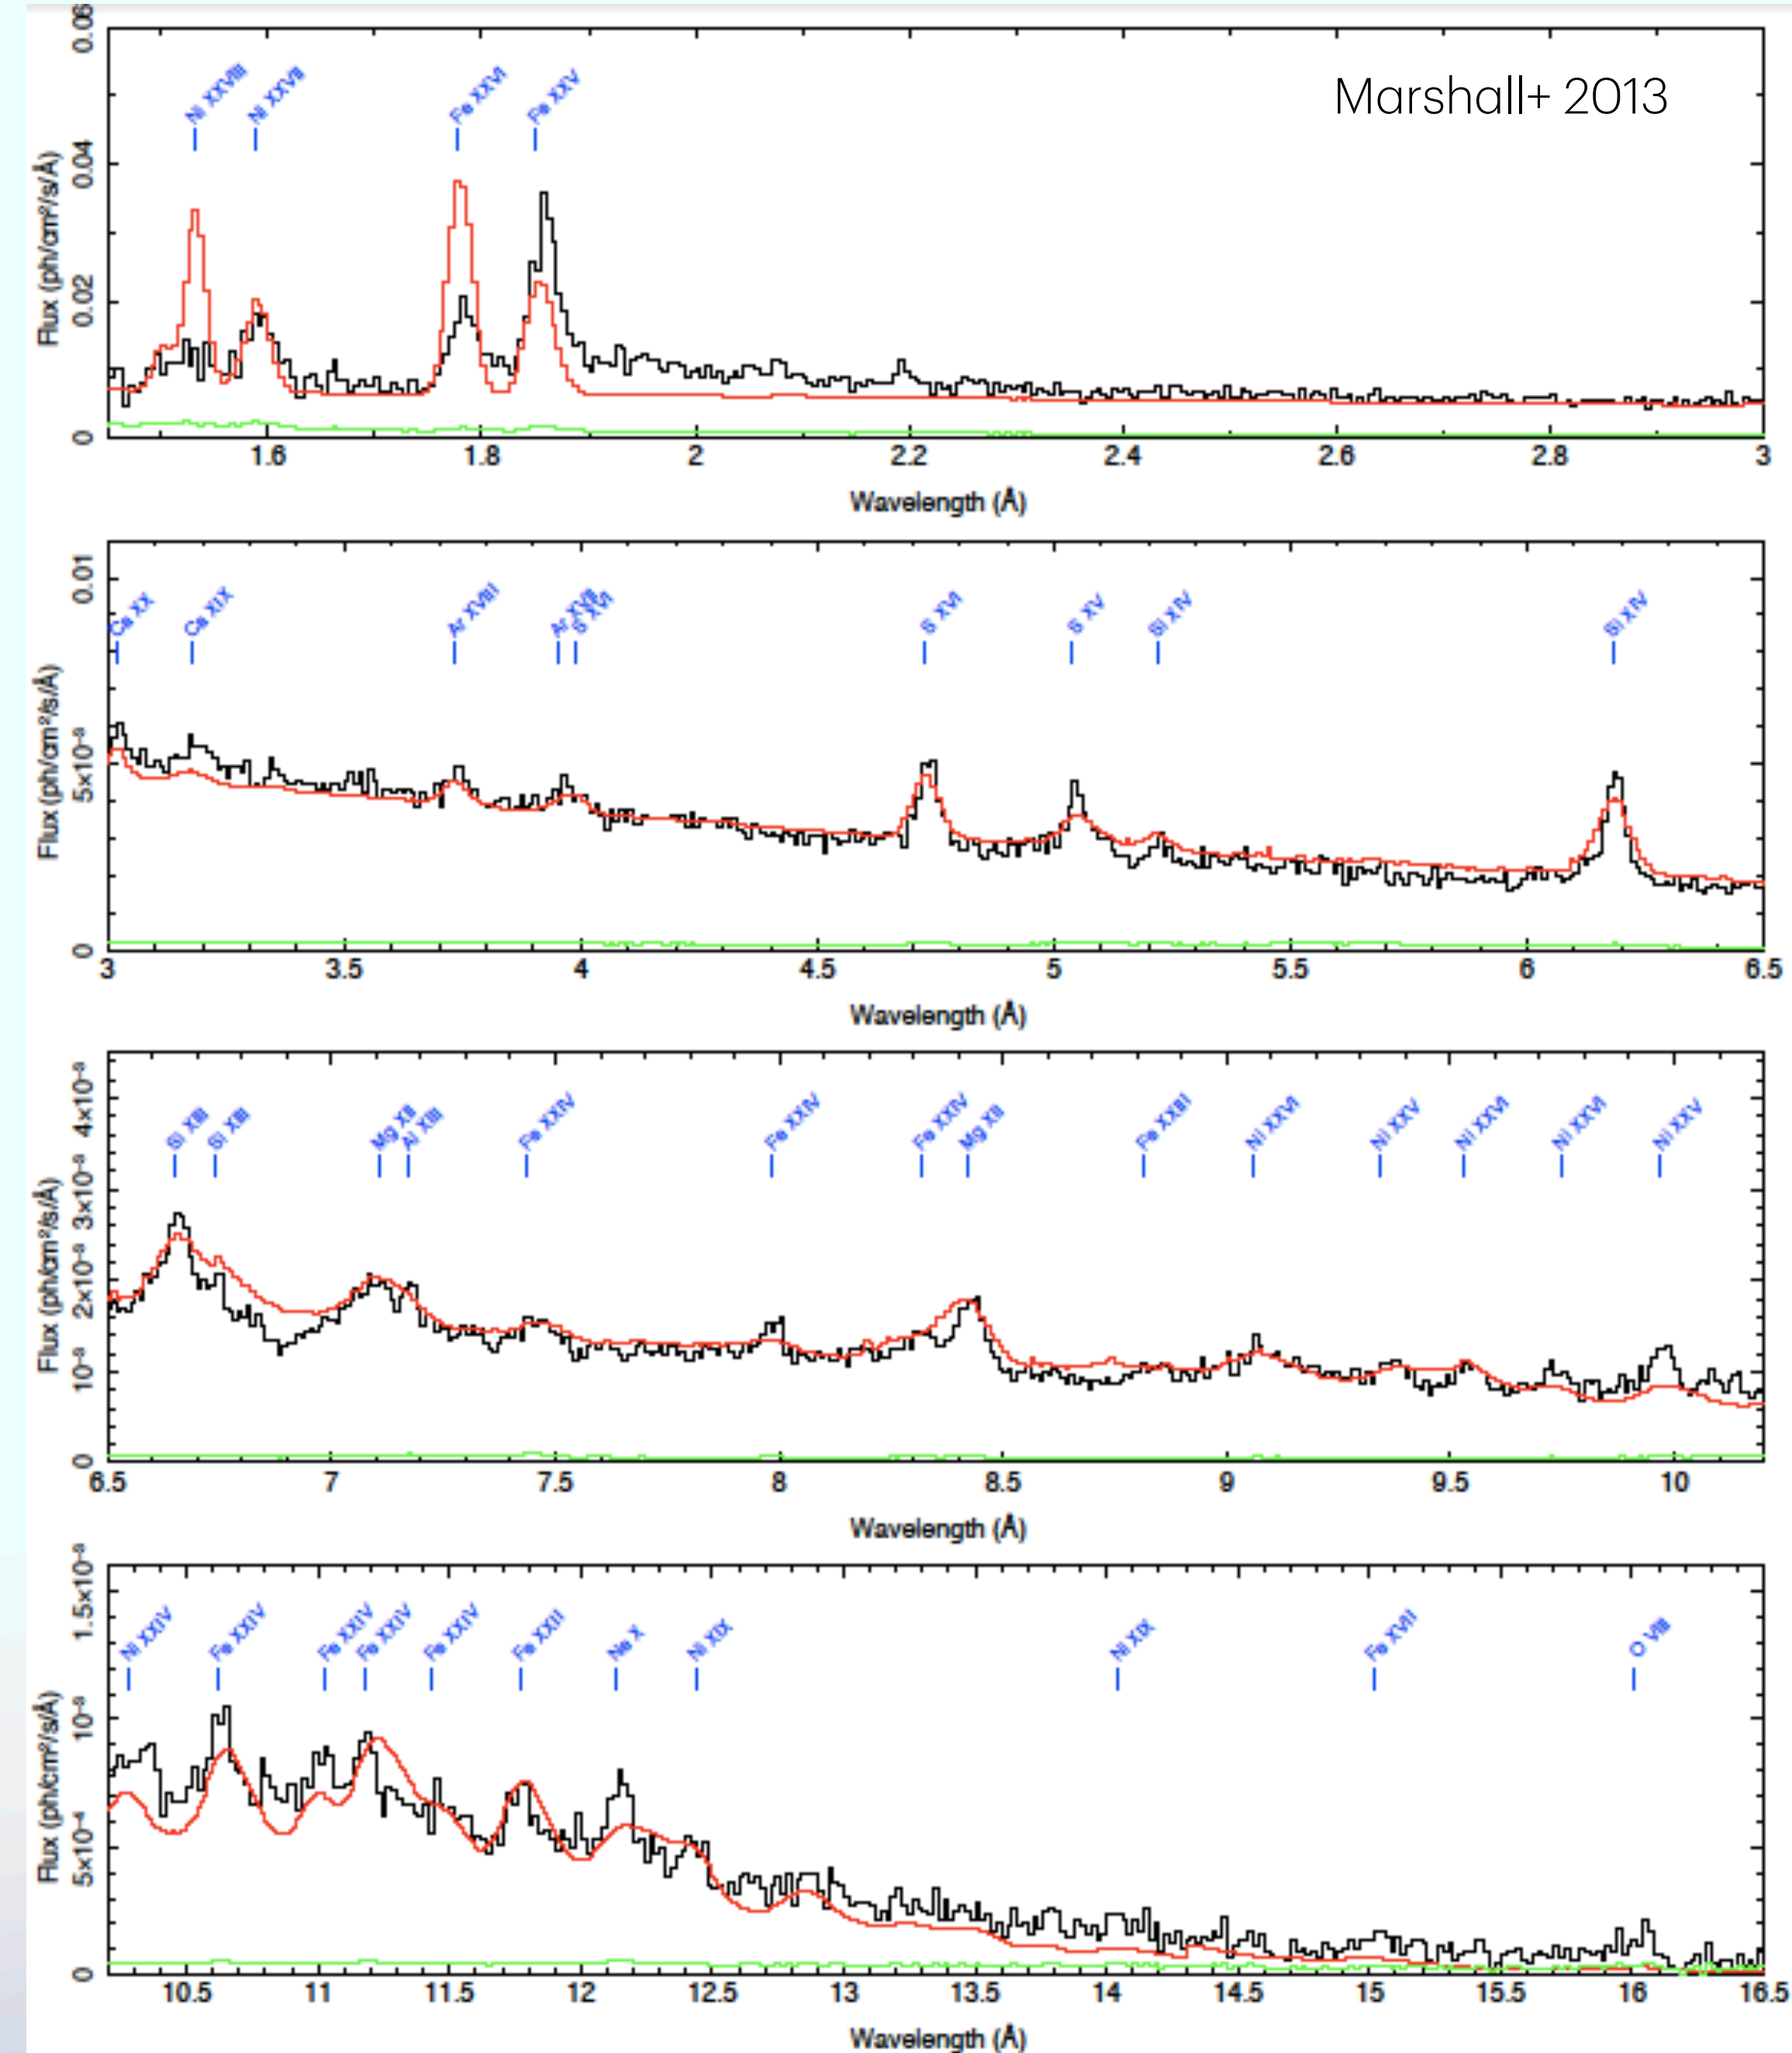 Marshall+ 2013
Ni XXVIII Ni XXVII Fe XXVI Fe XXV
Flux (ph/cm²/s/Å)
0 0.02 0.04 0.06
1.6 1.8 2 2.2 2.4 2.6 2.8 3
Wavelength (Å)
Ca XX Ca XIX Ar XVIII Ar XVII S XVI S XVI S XV Si XIV Si XIV
Flux (ph/cm²/s/Å)
0 5×10⁻³ 0.01
3 3.5 4 4.5 5 5.5 6 6.5
Wavelength (Å)
Si XIII Si XIII Mg XII Al XIII Fe XXIV Fe XXIV Fe XXIV Mg XII Fe XXIII Ni XXVI Ni XXV Ni XXVI Ni XXVI Ni XXV
Flux (ph/cm²/s/Å)
0 10⁻³ 2×10⁻³ 3×10⁻³ 4×10⁻³
6.5 7 7.5 8 8.5 9 9.5 10
Wavelength (Å)
Ni XXIV Fe XXIV Fe XXIV Fe XXIV Fe XXIV Fe XXII Ne X Ni XIX Ni XIX Fe XVII O VIII
Flux (ph/cm²/s/Å)
0 5×10⁻⁴ 10⁻³ 1.5×10⁻³
10.5 11 11.5 12 12.5 13 13.5 14 14.5 15 15.5 16 16.5
Wavelength (Å)